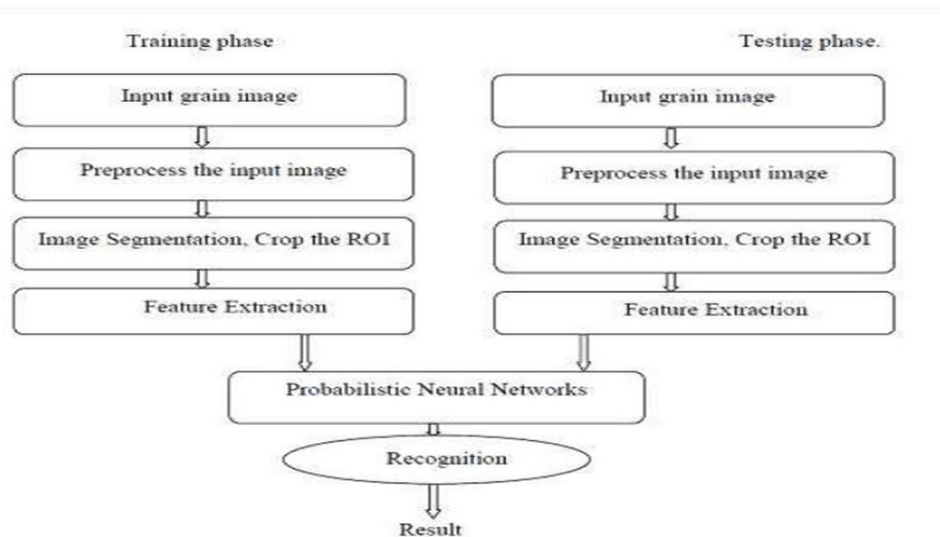 Training phase
Testing phase.
Input grain image
Input grain image
Preprocess the input image
Preprocess the input image
Image Segmentation, Crop the ROI
Image Segmentation, Crop the ROI
Feature Extraction
Feature Extraction
Probabilistic Neural Networks
Recognition
Result